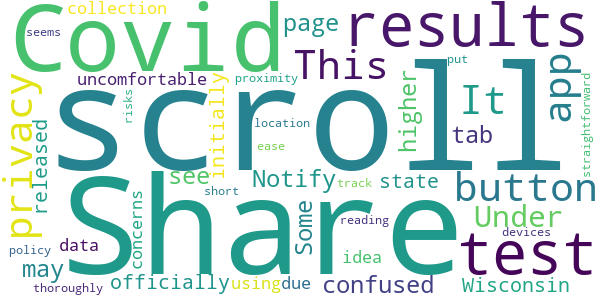 seems collection
Covid page results
uncomfortable This app
privacy scroll
proximity put
risks location
initially higher It tab
released ease straightforward
see Notify state button
short track
Share
concerns Some reading Under
data idea devices test
policy may
thoroughly officially using due confused Wisconsin